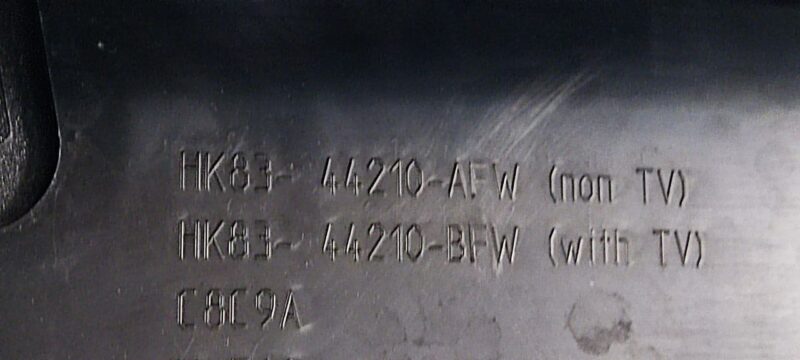 HK83- 44210-AFW (non TV)
HK83- 44210-BFW (with TV)
C8C9A